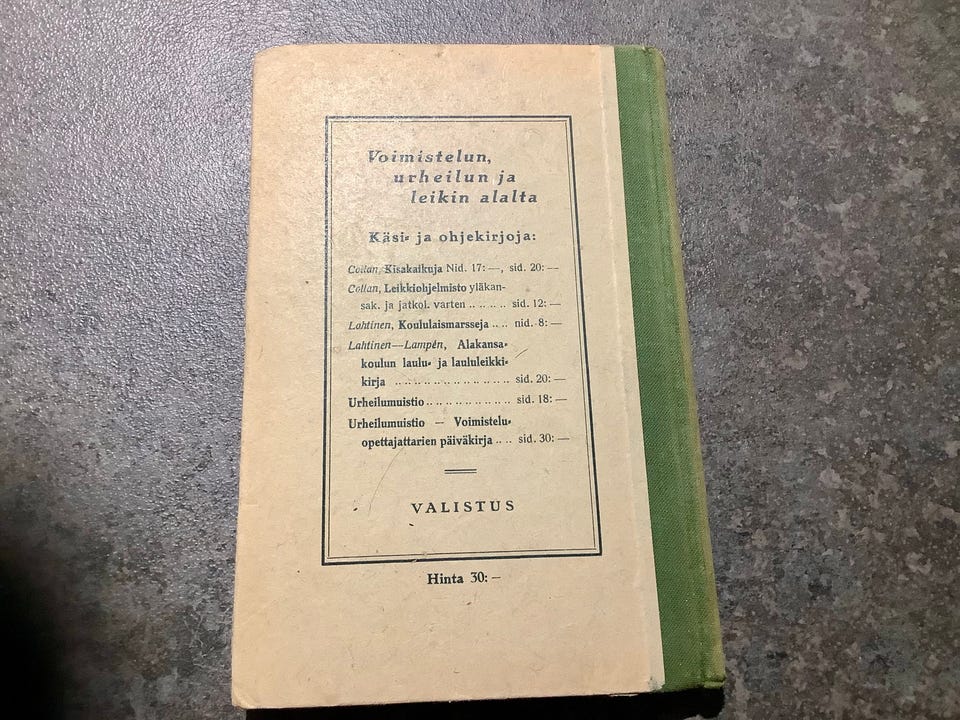 Voimistelun,
urheilun ja
leikin alalta
Käsi- ja ohjekirjoja:
Collan, Kisakaikuja Nid. 17: —, sid. 20: —
Collan, Leikkiohjelmisto yläkan-
sak. ja jatkol. varten .. .. .. sid. 12: —
Lahtinen, Koululaismarsseja .. .. nid. 8: —
Lahtinen—Lampén, Alakansa-
koulun laulu- ja laululeikki-
kirja .. .. .. .. .. .. .. .. sid. 20: —
Urheilumuistio .. .. .. .. .. .. sid. 18: —
Urheilumuistio — Voimistelu-
opettajattarien päiväkirja .. .. sid. 30: —
VALISTUS
Hinta 30: —